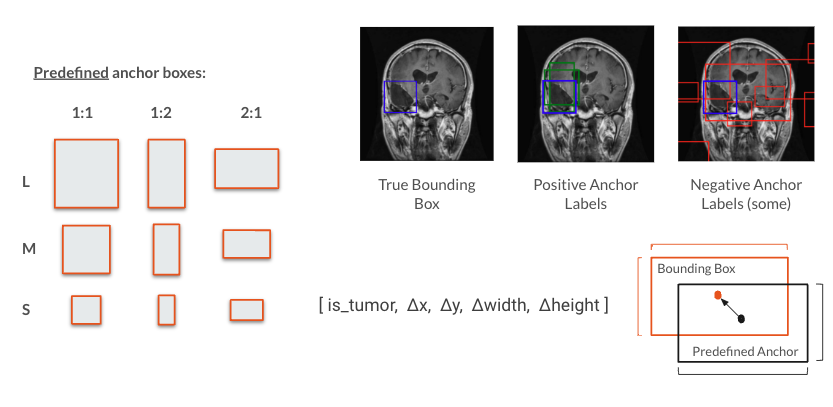 Predefined anchor boxes:
1:1 1:2 2:1
L
M
S
True Bounding
Box
Positive Anchor
Labels
Negative Anchor
Labels (some)
[ is_tumor, Δx, Δy, Δwidth, Δheight ]
Bounding Box
Predefined Anchor